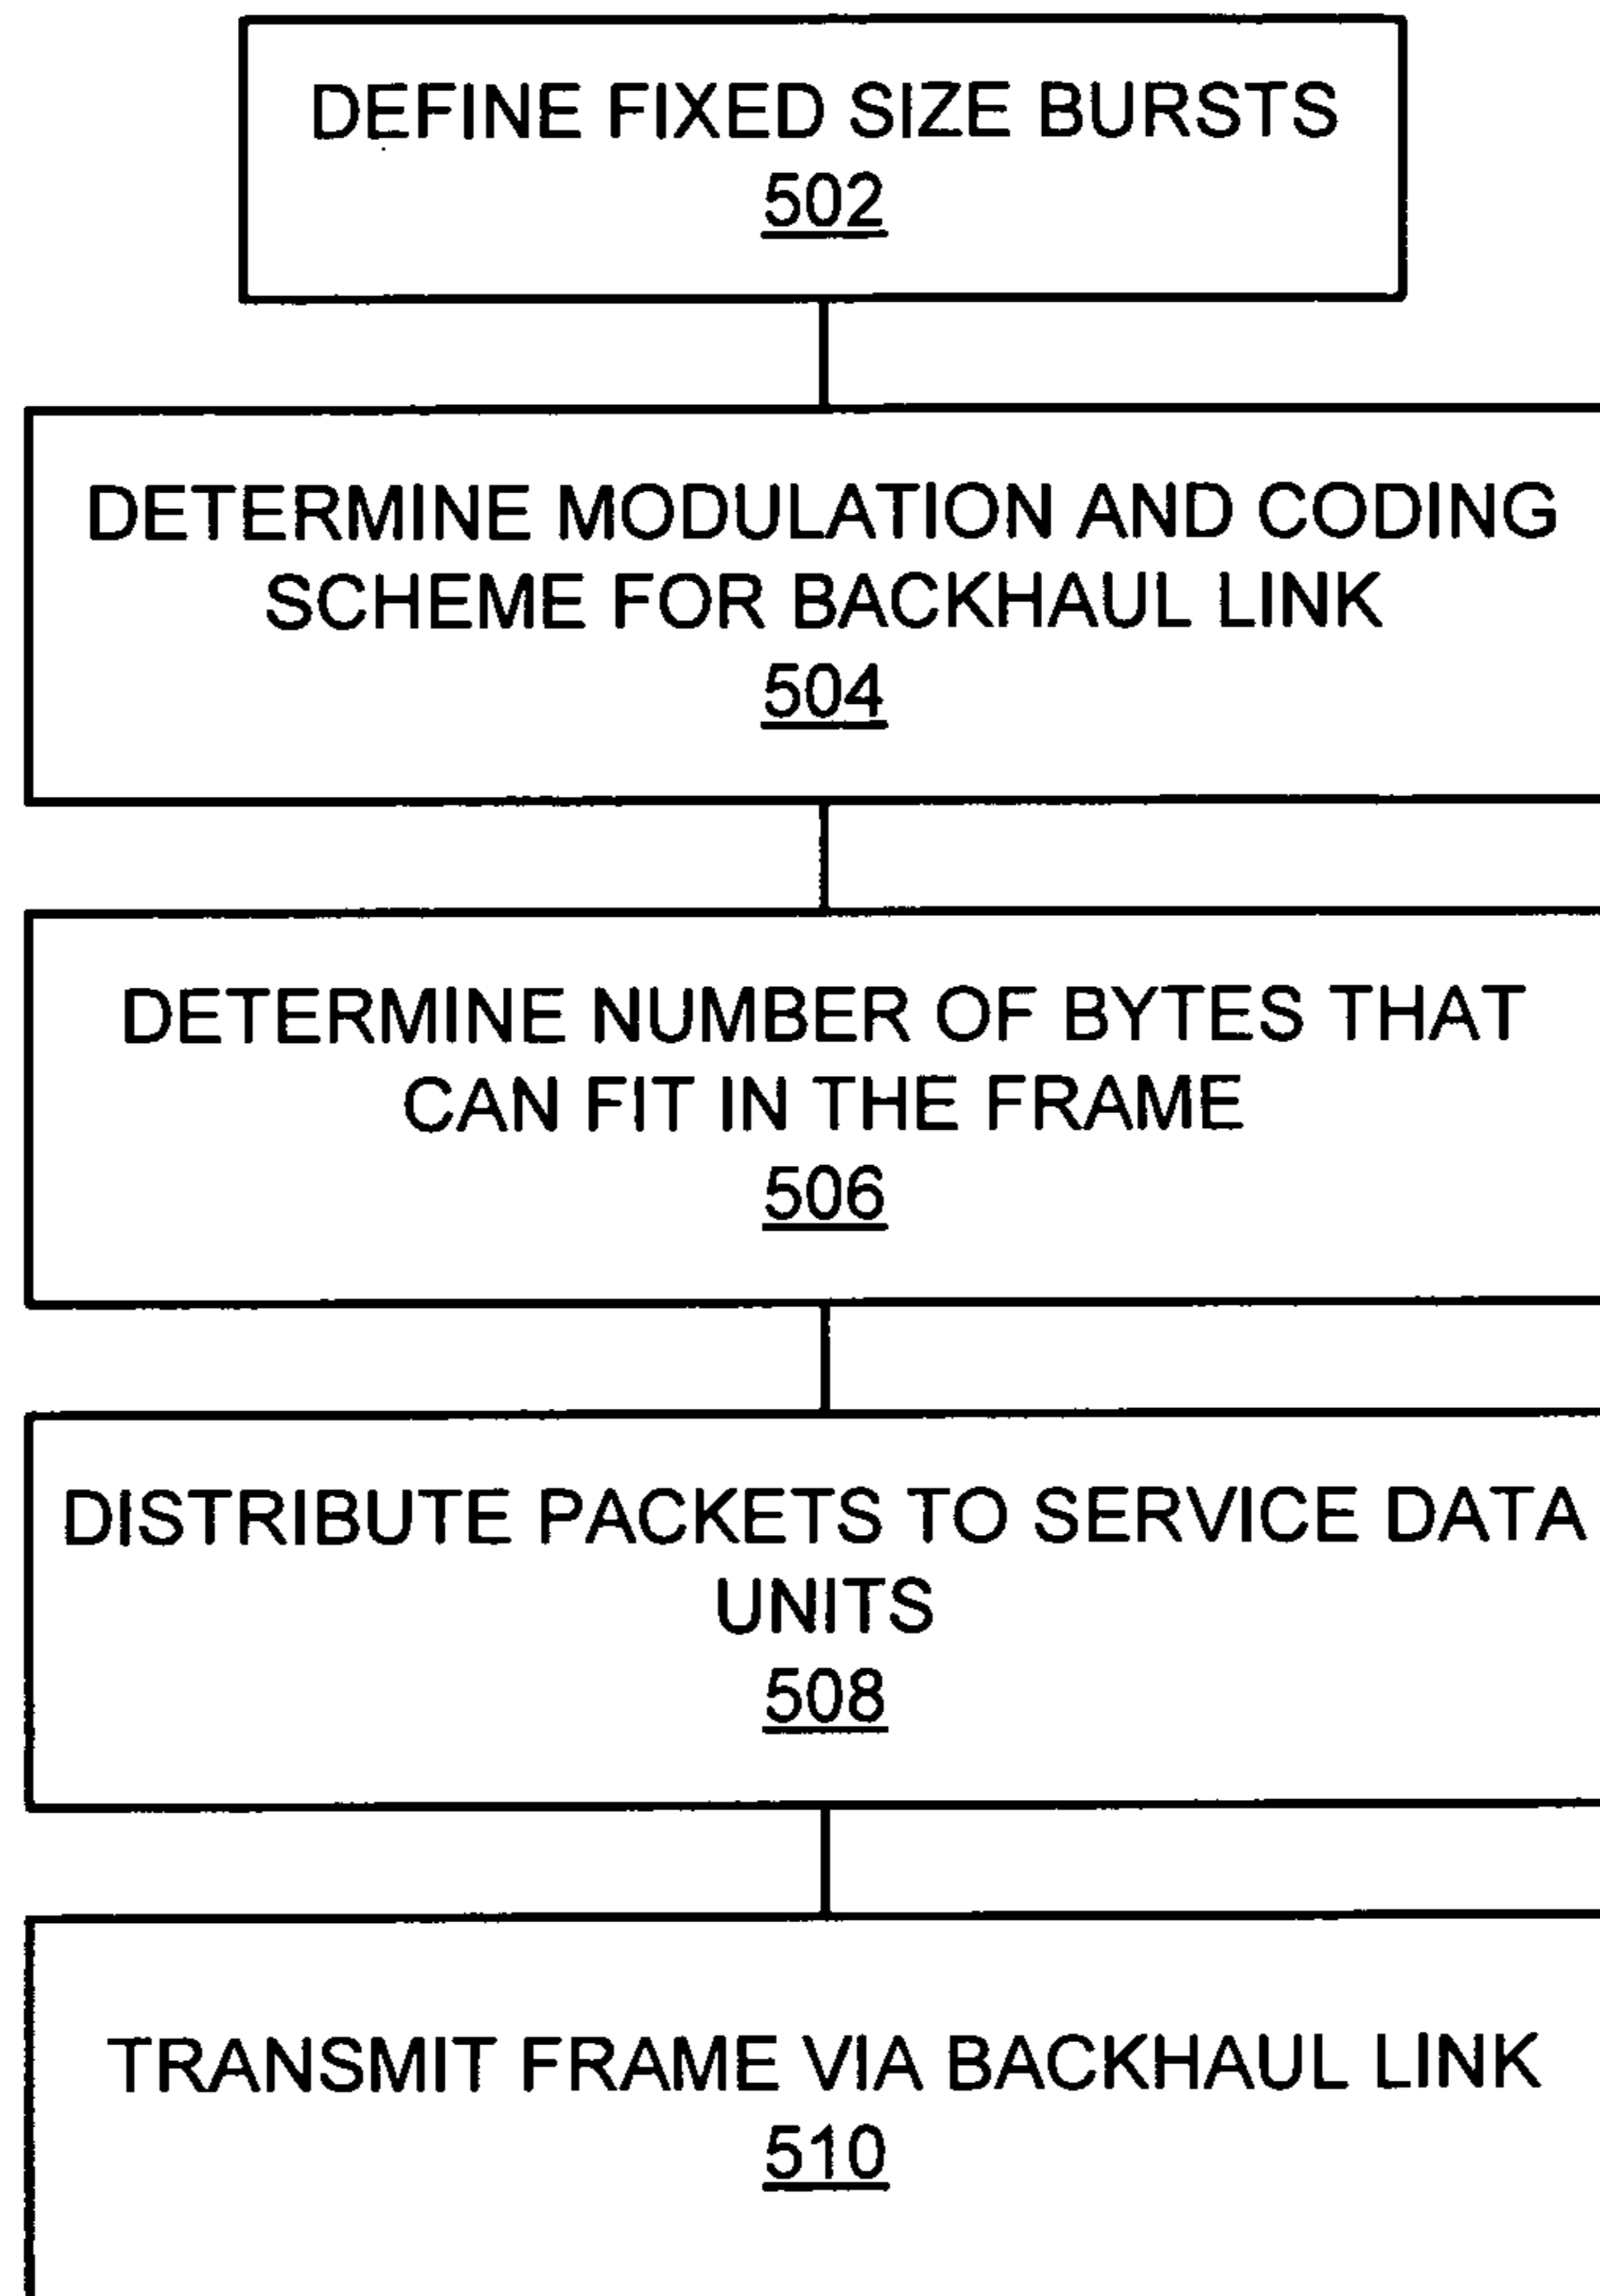 DEFINE FIXED SIZE BURSTS
502
DETERMINE MODULATION AND CODING
SCHEME FOR BACKHAUL LINK
504
DETERMINE NUMBER OF BYTES THAT
CAN FIT IN THE FRAME
506
DISTRIBUTE PACKETS TO SERVICE DATA
UNITS
508
TRANSMIT FRAME VIA BACKHAUL LINK
510